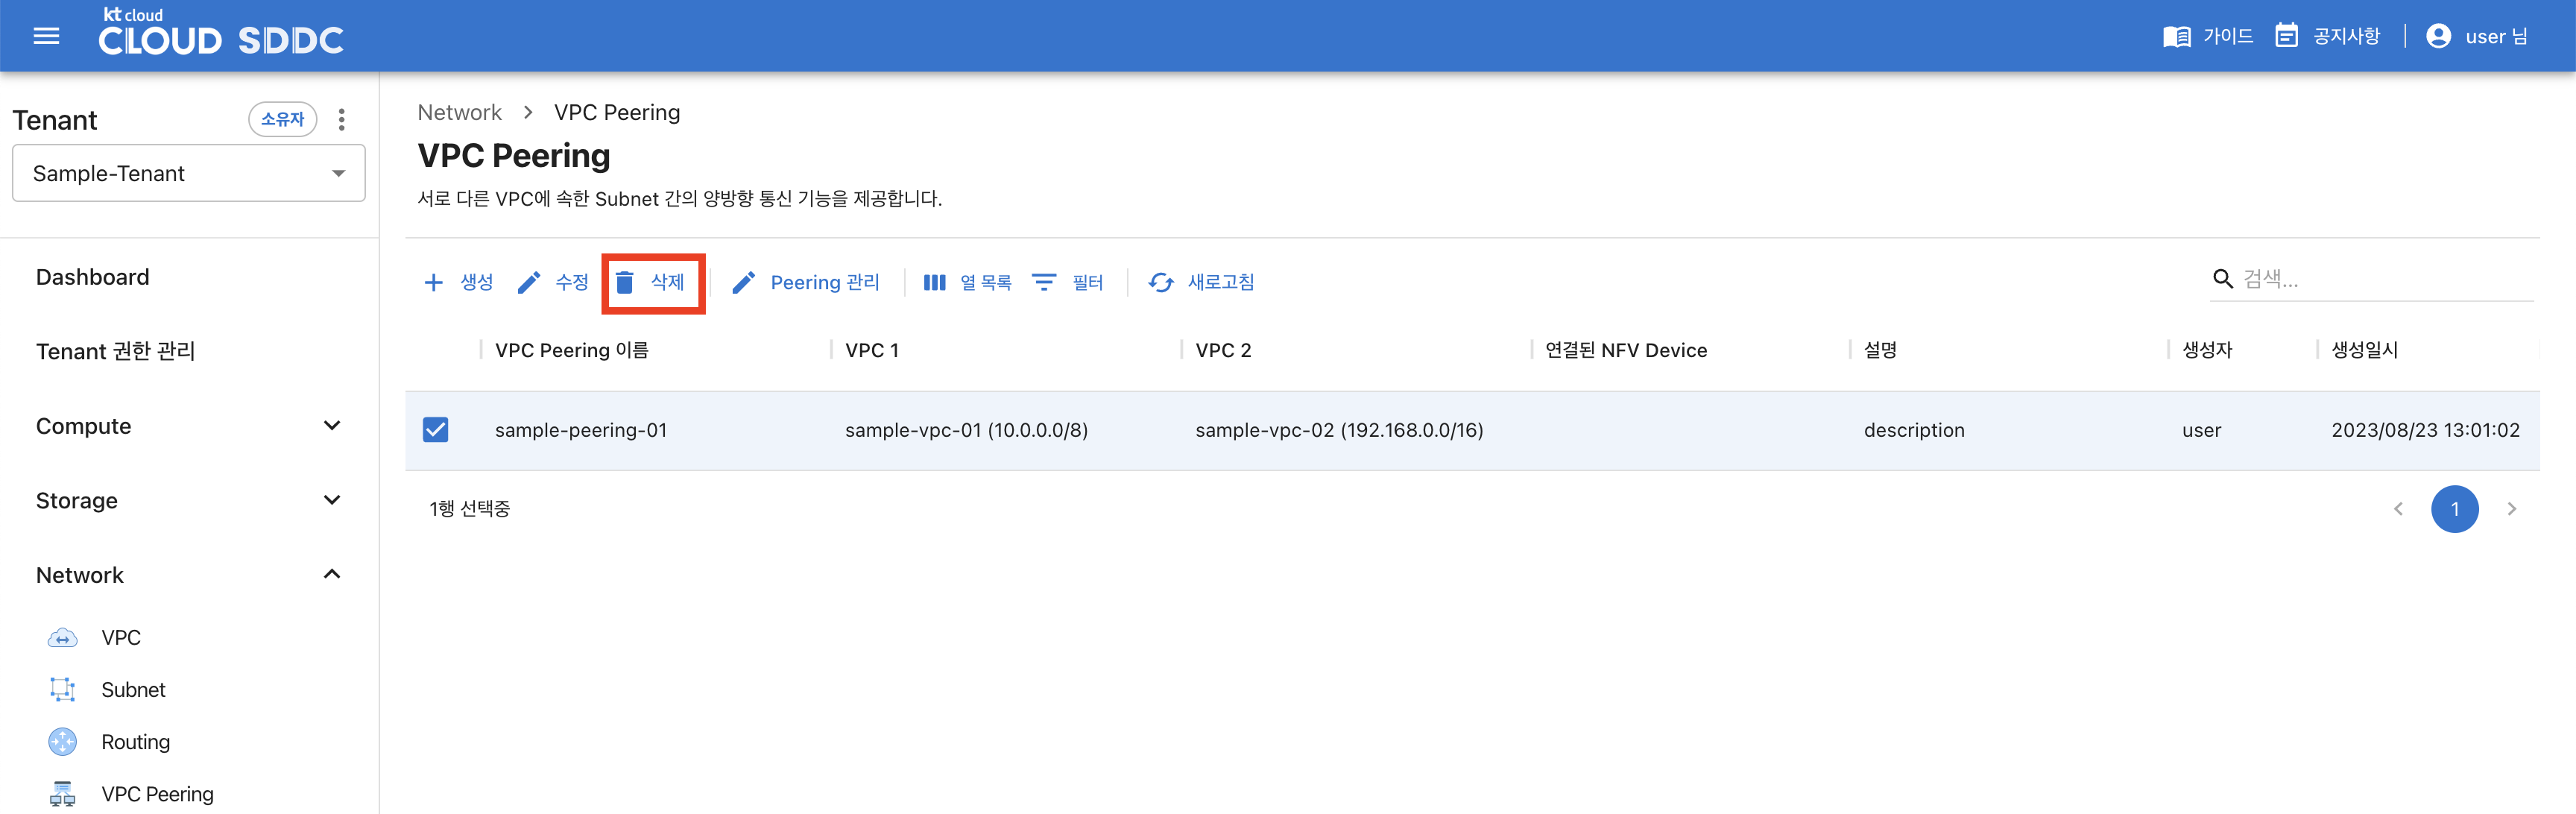 kt cloud
CLOUD SDDC
가이드
공지사항
user 님
Tenant
소유자
Sample-Tenant
Dashboard
Tenant 권한 관리
Compute
Storage
Network
VPC
Subnet
Routing
VPC Peering
Network > VPC Peering
VPC Peering
서로 다른 VPC에 속한 Subnet 간의 양방향 통신 기능을 제공합니다.
생성 수정 삭제 Peering 관리 열 목록 필터 새로고침
검색...
VPC Peering 이름 VPC 1 VPC 2 연결된 NFV Device 설명 생성자 생성일시
sample-peering-01 sample-vpc-01 (10.0.0.0/8) sample-vpc-02 (192.168.0.0/16) description user 2023/08/23 13:01:02
1행 선택중
1